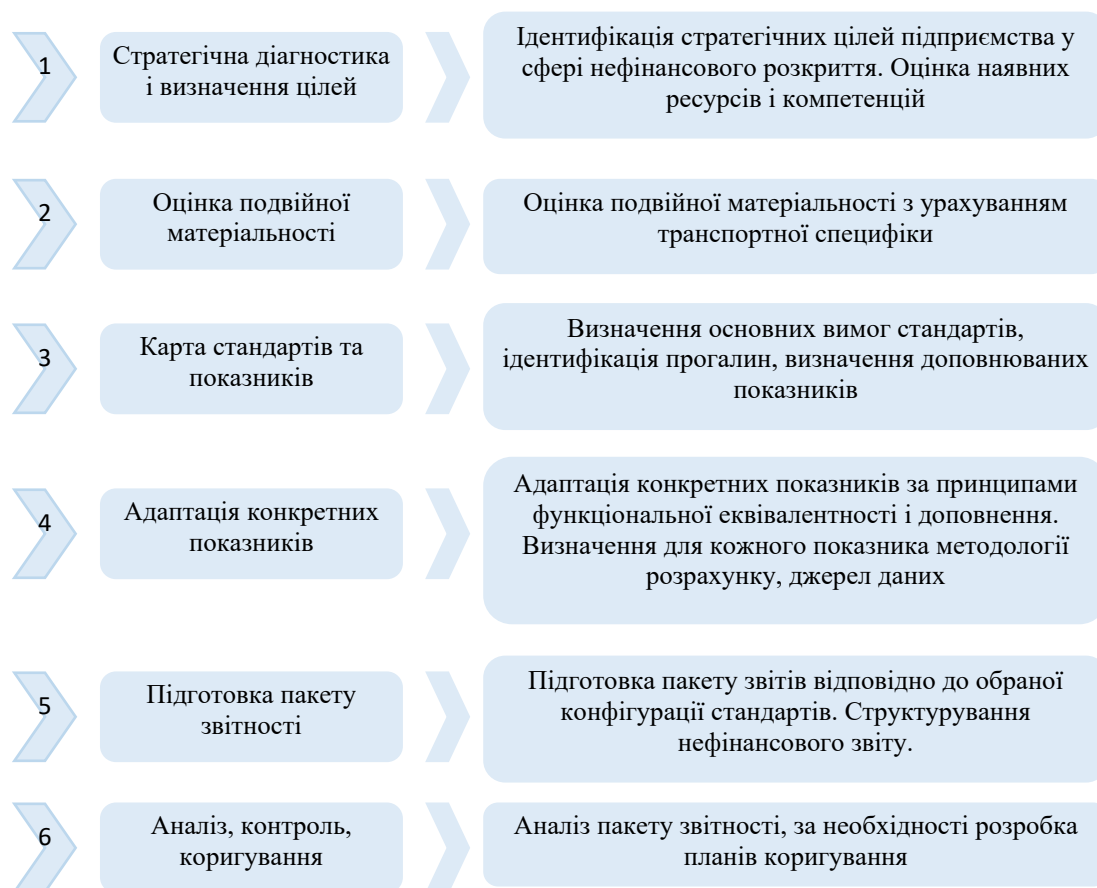 1
Стратегічна діагностика
і визначення цілей
Ідентифікація стратегічних цілей підприємства у
сфері нефінансового розкриття. Оцінка наявних
ресурсів і компетенцій
2
Оцінка подвійної
матеріальності
Оцінка подвійної матеріальності з урахуванням
транспортної специфіки
3
Карта стандартів та
показників
Визначення основних вимог стандартів,
ідентифікація прогалин, визначення доповнюваних
показників
4
Адаптація конкретних
показників
Адаптація конкретних показників за принципами
функціональної еквівалентності і доповнення.
Визначення для кожного показника методології
розрахунку, джерел даних
5
Підготовка пакету
звітності
Підготовка пакету звітів відповідно до обраної
конфігурації стандартів. Структурування
нефінансового звіту.
6
Аналіз, контроль,
коригування
Аналіз пакету звітності, за необхідності розробка
планів коригування